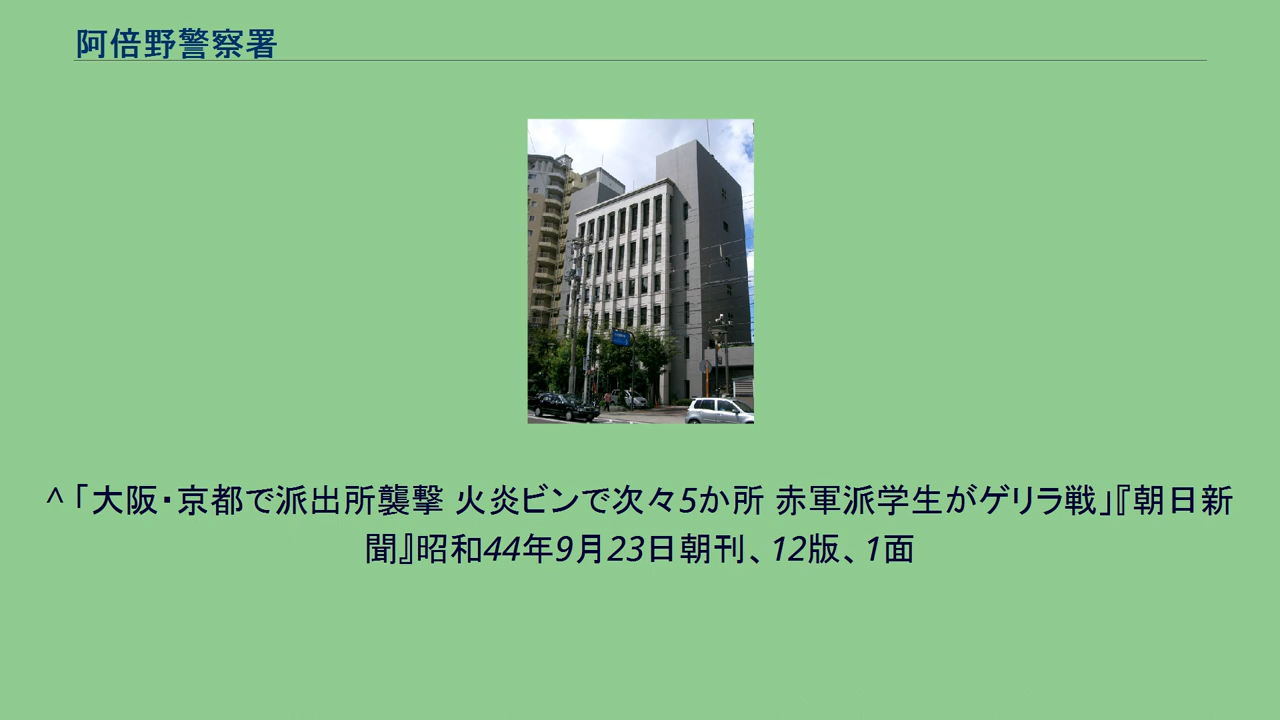 阿倍野警察署
^ 「大阪・京都で派出所襲撃 火炎ビンで次々5か所 赤軍派学生がゲリラ戦」『朝日新
聞』昭和44年9月23日朝刊、12版、1面